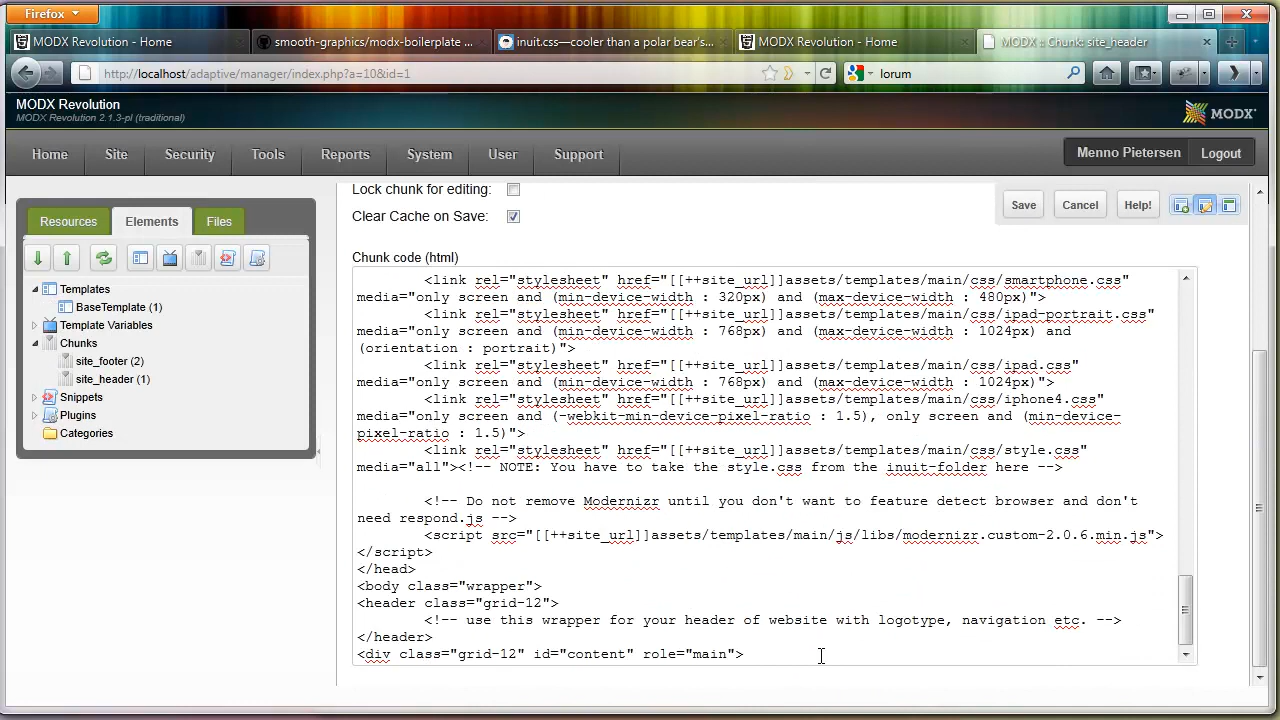 Firefox
MODX Revolution - Home
smooth-graphics/modx-boilerplate ...
inuit.css—cooler than a polar bear's...
MODX Revolution - Home
MODX :: Chunk: site_header
http://localhost/adaptive/manager/index.php?a=10&id=1
lorum
MODX Revolution
MODX Revolution 2.1.3-pl (traditional)
MODX
Home
Site
Security
Tools
Reports
System
User
Support
Menno Pietersen
Logout
Resources
Elements
Files
Templates
BaseTemplate (1)
Template Variables
Chunks
site_footer (2)
site_header (1)
Snippets
Plugins
Categories
Lock chunk for editing:
Clear Cache on Save:
Save
Cancel
Help!
Chunk code (html)
<link rel="stylesheet" href="[[++site_url]]assets/templates/main/css/smartphone.css"
media="only screen and (min-device-width : 320px) and (max-device-width : 480px)">
<link rel="stylesheet" href="[[++site_url]]assets/templates/main/css/ipad-portrait.css"
media="only screen and (min-device-width : 768px) and (max-device-width : 1024px) and
(orientation : portrait)">
<link rel="stylesheet" href="[[++site_url]]assets/templates/main/css/ipad.css"
media="only screen and (min-device-width : 768px) and (max-device-width : 1024px)">
<link rel="stylesheet" href="[[++site_url]]assets/templates/main/css/iphone4.css"
media="only screen and (-webkit-min-device-pixel-ratio : 1.5), only screen and (min-device-
pixel-ratio : 1.5)">
<link rel="stylesheet" href="[[++site_url]]assets/templates/main/css/style.css"
media="all"><!-- NOTE: You have to take the style.css from the inuit-folder here -->
<!-- Do not remove Modernizr until you don't want to feature detect browser and don't
need respond.js -->
<script src="[[++site_url]]assets/templates/main/js/libs/modernizr.custom-2.0.6.min.js">
</script>
</head>
<body class="wrapper">
<header class="grid-12">
<!-- use this wrapper for your header of website with logotype, navigation etc. -->
</header>
<div class="grid-12" id="content" role="main">